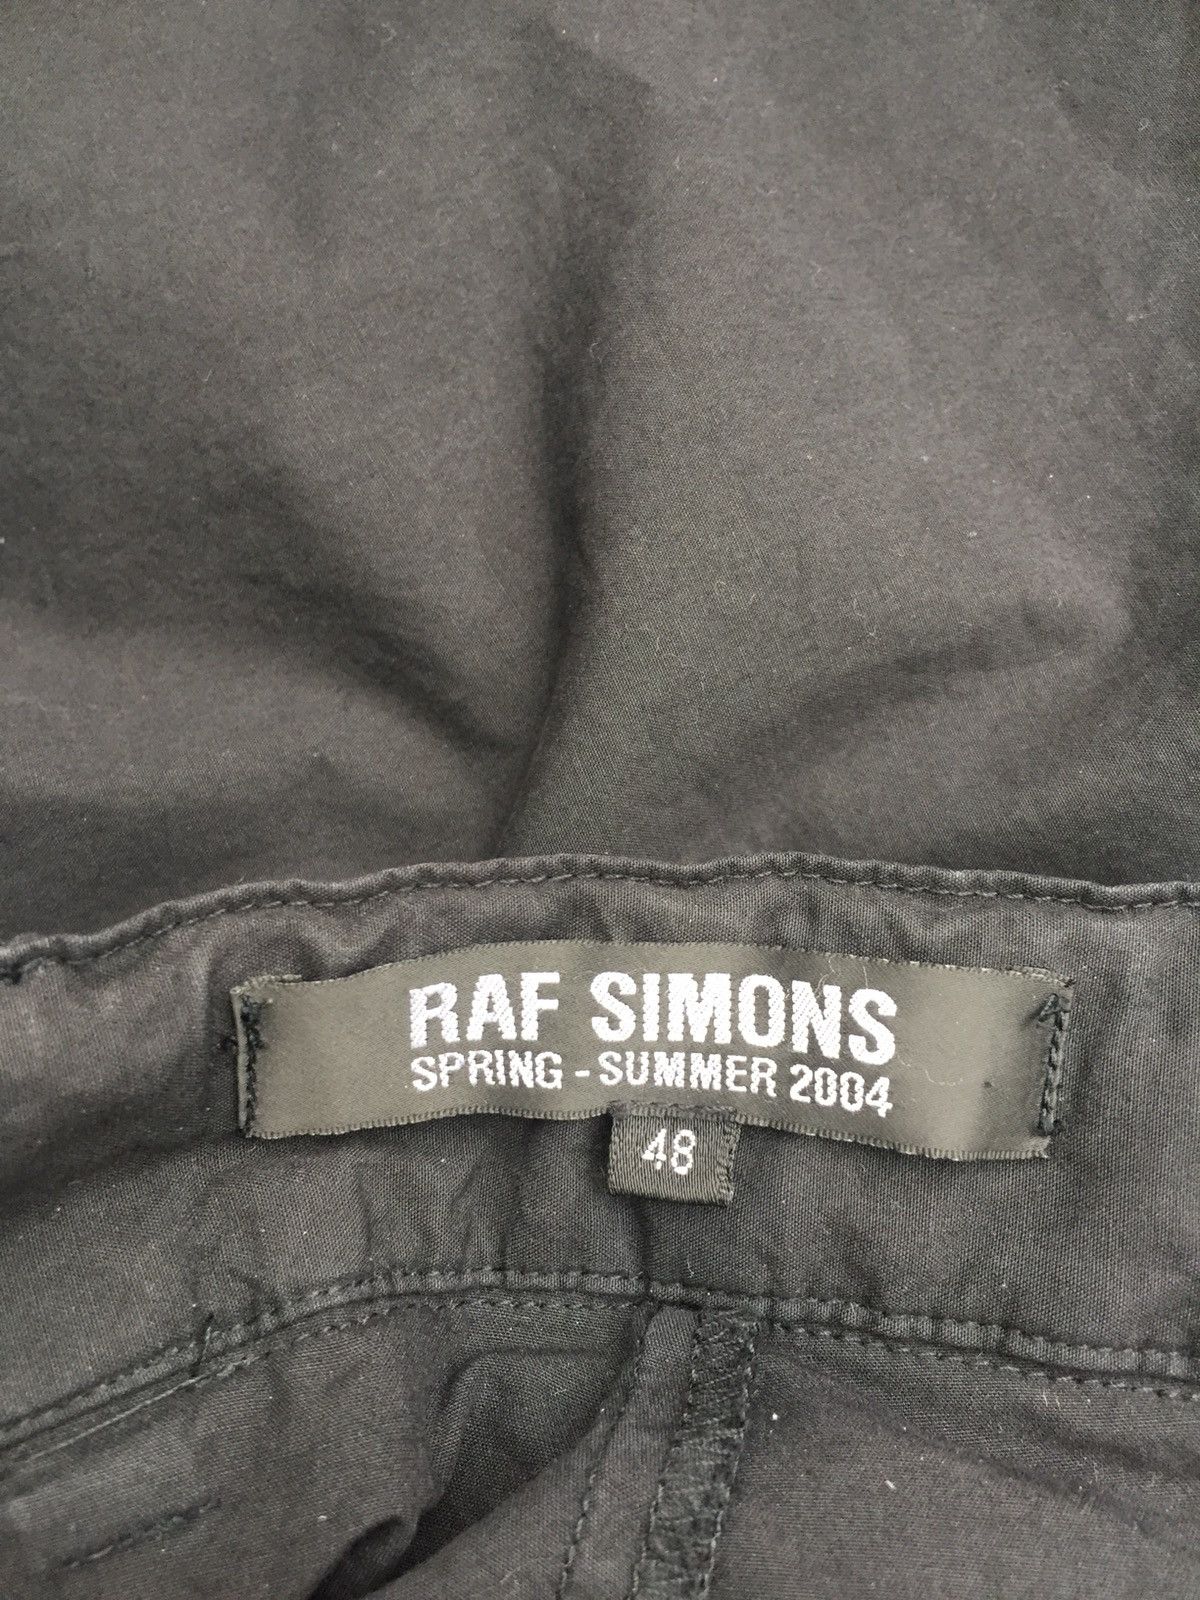 RAF SIMONS
SPRING - SUMMER 2004
48